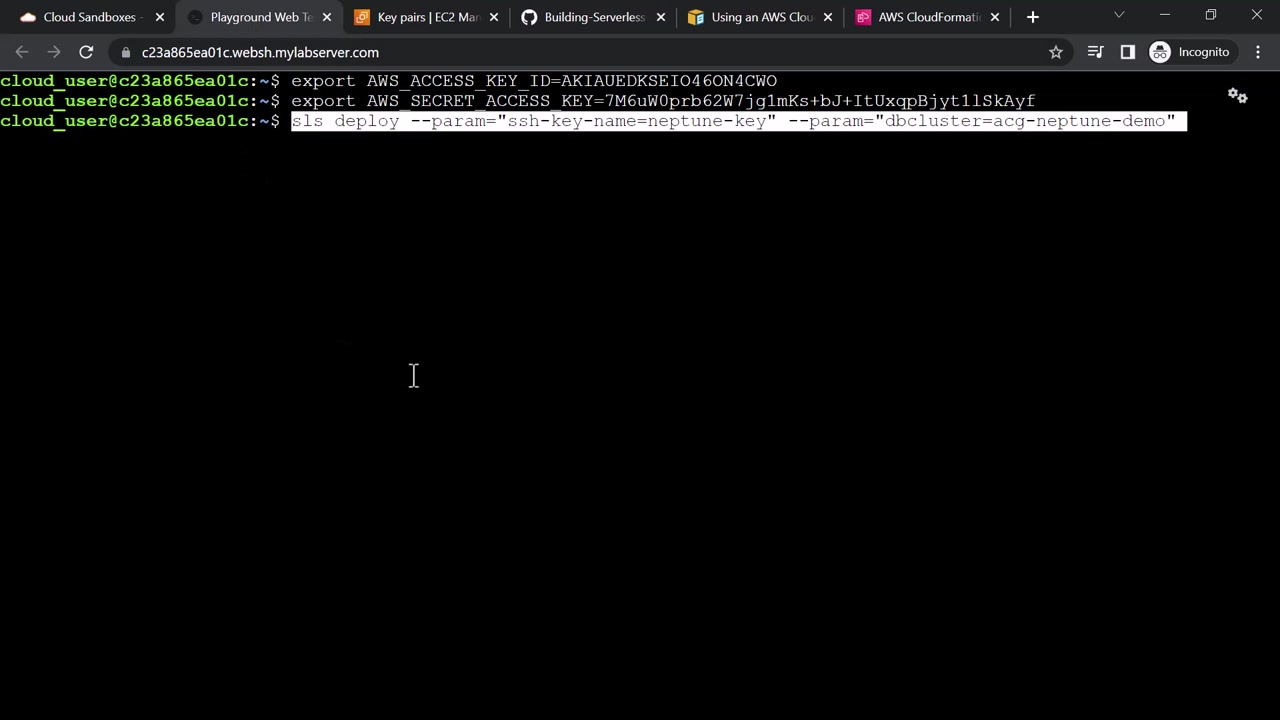 Cloud Sandboxes -
Playground Web Te
Key pairs | EC2 Man
Building-Serverless
Using an AWS Clou
AWS CloudFormati
c23a865ea01c.websh.mylabserver.com
Incognito
cloud_user@c23a865ea01c:~$ export AWS_ACCESS_KEY_ID=AKIAUEDKSEIO46ON4CWO
cloud_user@c23a865ea01c:~$ export AWS_SECRET_ACCESS_KEY=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
cloud_user@c23a865ea01c:~$ sls deploy --param="ssh-key-name=neptune-key" --param="dbcluster=acg-neptune-demo"